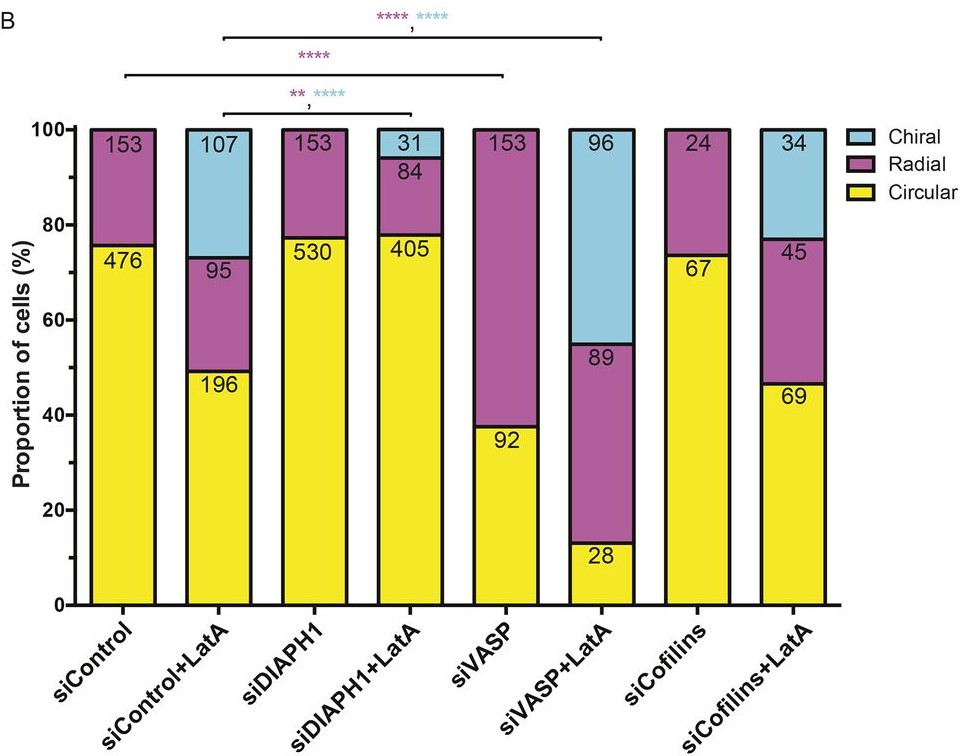 B
****, ****
****
**, ****
100
80
60
40
20
0
Proportion of cells (%)
153 107 153 31 153 96 24 34
84
476 95 530 405 92 89 67 45
196 28 69
Chiral
Radial
Circular
siControl
siControl+LatA
siDIAPH1
siDIAPH1+LatA
siVASP
siVASP+LatA
siCofilins
siCofilins+LatA